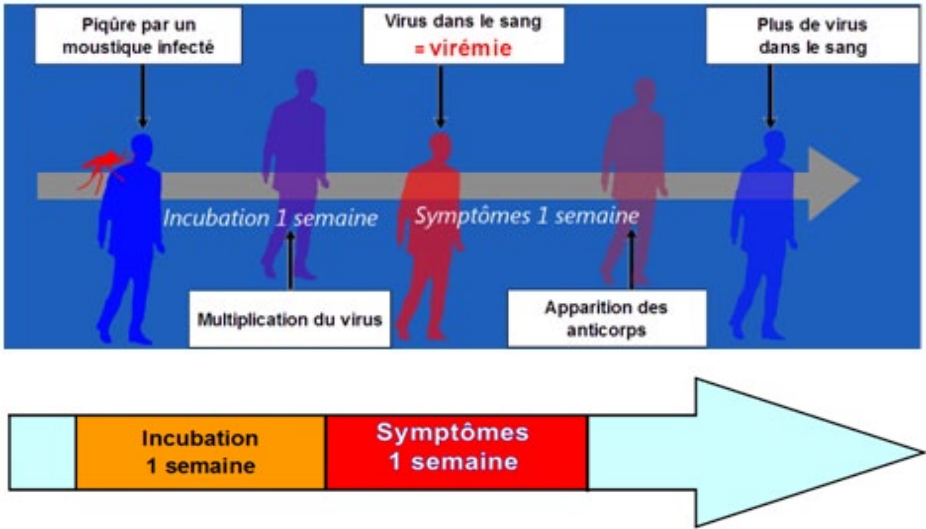 Piqûre par un
moustique infecté
Virus dans le sang
= virémie
Plus de virus
dans le sang
Incubation 1 semaine
Symptômes 1 semaine
Multiplication du virus
Apparition des
anticorps
Incubation
1 semaine
Symptômes
1 semaine